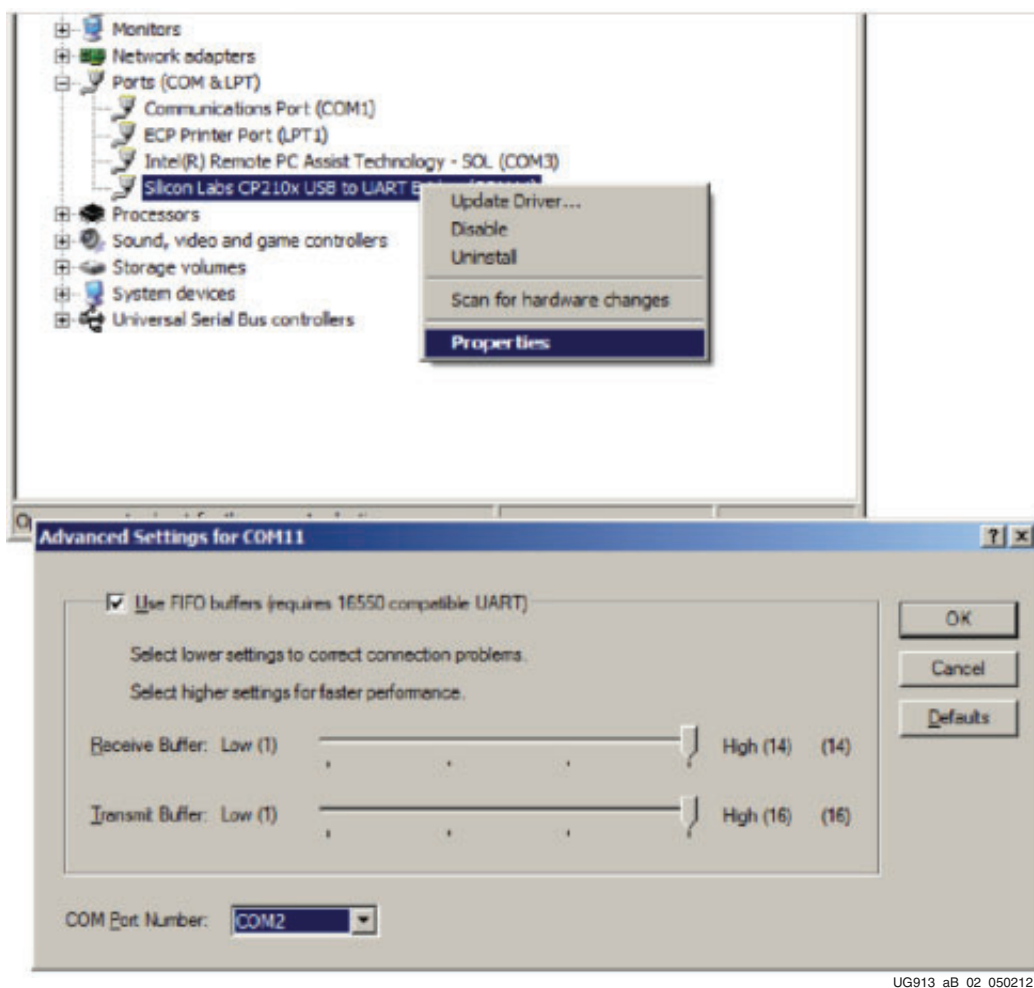 Monitors
Network adapters
Ports (COM & LPT)
Communications Port (COM1)
ECP Printer Port (LPT1)
Intel(R) Remote PC Assist Technology - SOL (COM3)
Silicon Labs CP210x USB to UART
Update Driver...
Processors
Disable
Sound, video and game controllers
Uninstall
Storage volumes
System devices
Scan for hardware changes
Universal Serial Bus controllers
Properties
Advanced Settings for COM11
Use FIFO buffers (requires 16550 compatible UART)
OK
Select lower settings to correct connection problems.
Cancel
Select higher settings for faster performance.
Defaults
Receive Buffer: Low (1) High (14) (14)
Transmit Buffer: Low (1) High (16) (16)
COM Port Number: COM2
UG913_aB_02_050212